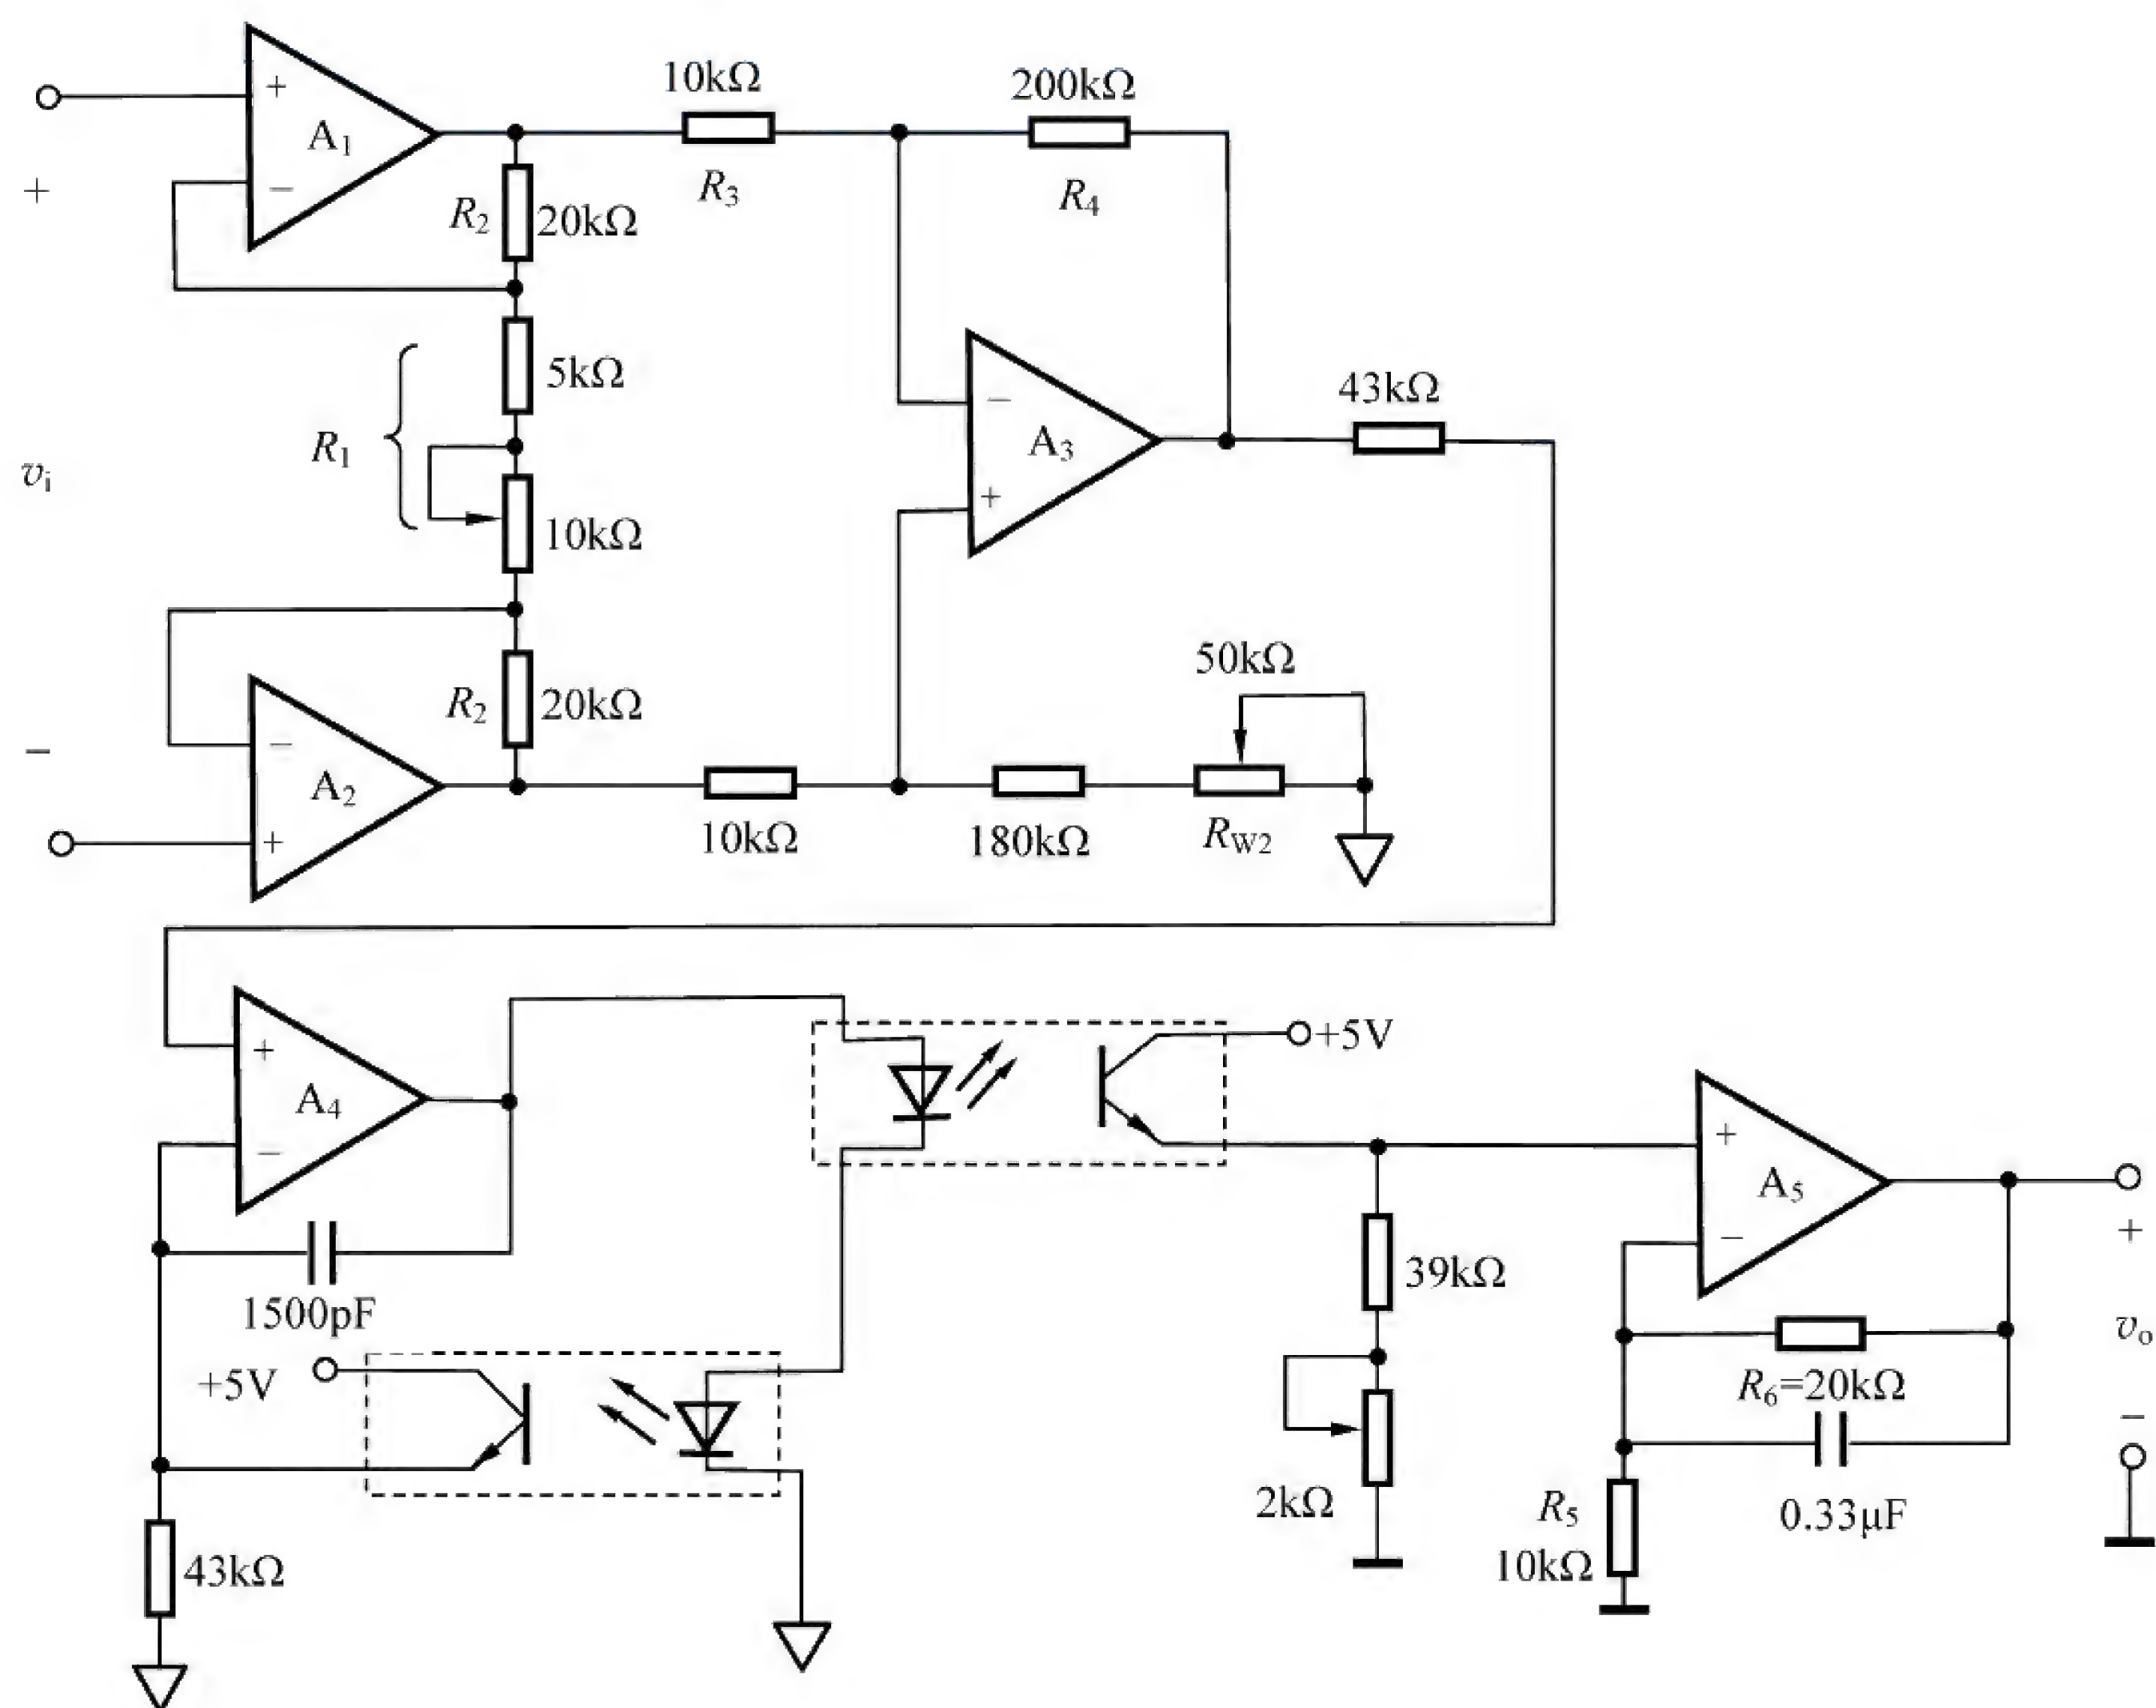 10kΩ
200kΩ
+
A₁
−
+
R₃
R₄
R₂
20kΩ
5kΩ
−
43kΩ
R₁
A₃
vᵢ
+
10kΩ
50kΩ
R₂
20kΩ
−
−
A₂
+
10kΩ
180kΩ
R_W2
+
A₄
−
+5V
+
A₅
−
+
39kΩ
1500pF
+5V
R₆=20kΩ
vₒ
−
2kΩ
R₅
10kΩ
0.33μF
43kΩ